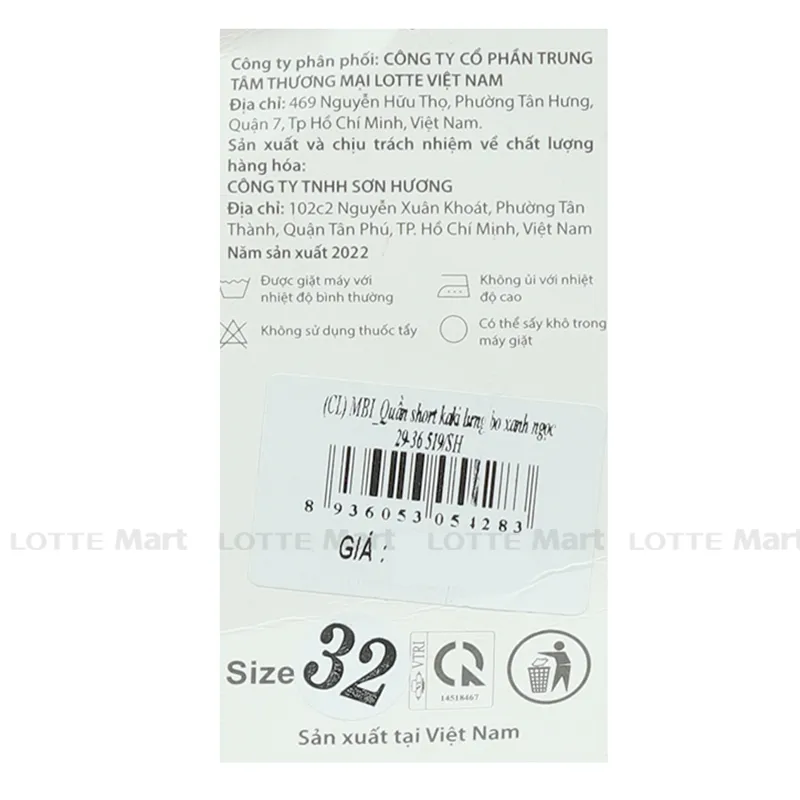 Công ty phân phối: CÔNG TY CỔ PHẦN TRUNG
TÂM THƯƠNG MẠI LOTTE VIỆT NAM
Địa chỉ: 469 Nguyễn Hữu Thọ, Phường Tân Hưng,
Quận 7, Tp Hồ Chí Minh, Việt Nam.
Sản xuất và chịu trách nhiệm về chất lượng
hàng hóa:
CÔNG TY TNHH SƠN HƯƠNG
Địa chỉ: 102c2 Nguyễn Xuân Khoát, Phường Tân
Thành, Quận Tân Phú, TP. Hồ Chí Minh, Việt Nam
Năm sản xuất 2022
Được giặt máy với
nhiệt độ bình thường
Không ủi với nhiệt
độ cao
Không sử dụng thuốc tẩy
Có thể sấy khô trong
máy giặt
(CL) MBI_Quần short kaki lưng bo xanh ngọc
29-36 519/SH
8 936053 054283
LOTTE Mart LOTTE Mart LOTTE Mart LOTTE Mart
GIÁ :
Size 32
VTRI
CR
14518467
Sản xuất tại Việt Nam